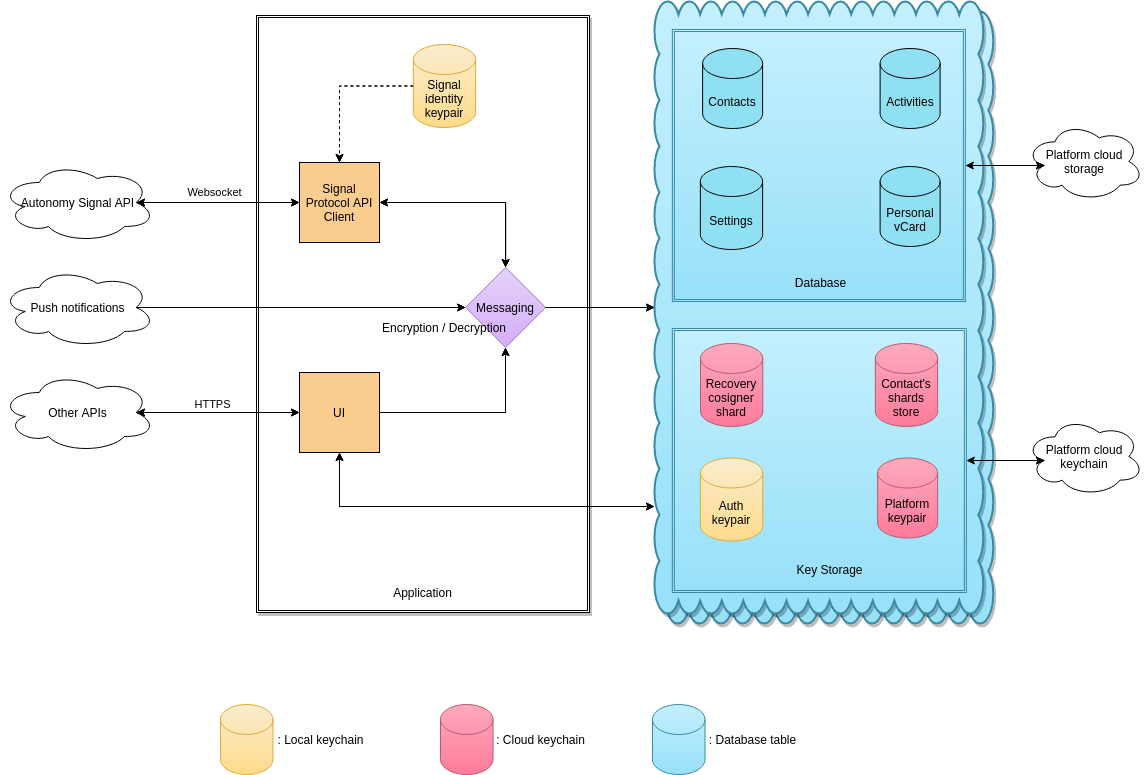 Signal
identity
keypair
Contacts
Activities
Platform cloud
storage
Websocket
Autonomy Signal API
Signal
Protocol API
Client
Settings
Personal
vCard
Database
Push notifications
Messaging
Encryption / Decryption
Recovery
cosigner
shard
Contact's
shards
store
HTTPS
Other APIs
UI
Platform cloud
keychain
Auth
keypair
Platform
keypair
Key Storage
Application
: Local keychain
: Cloud keychain
: Database table